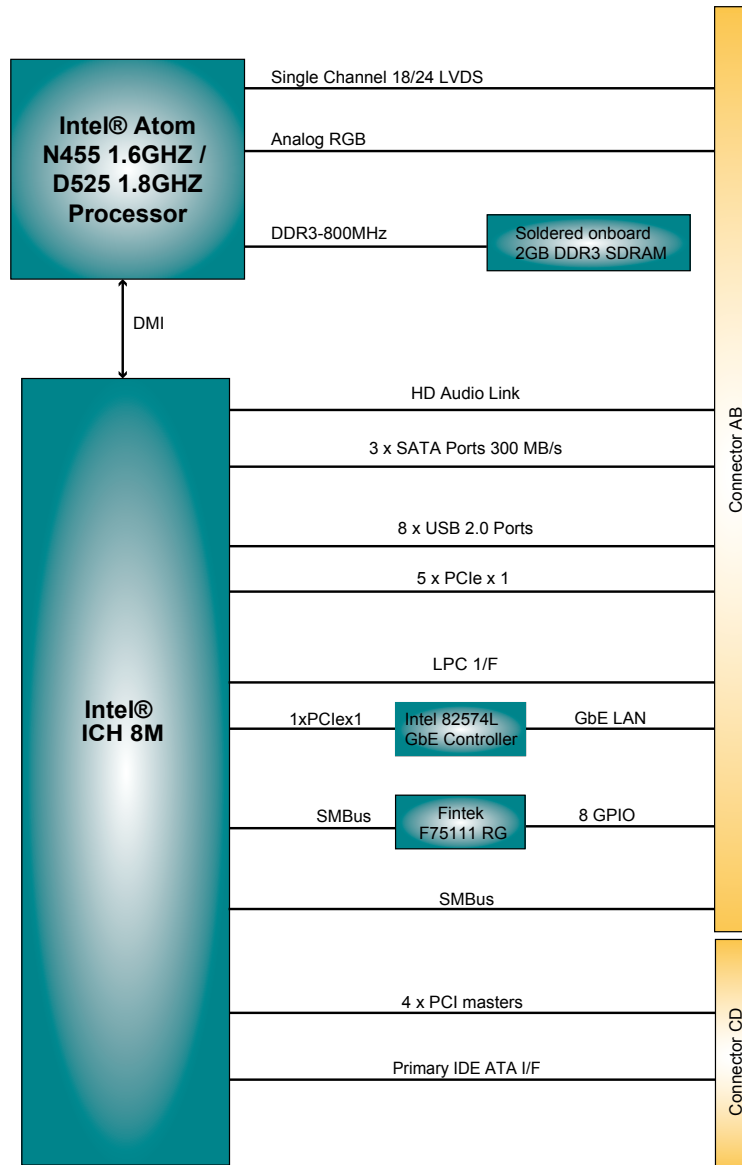 Single Channel 18/24 LVDS
Intel® Atom
N455 1.6GHZ /
D525 1.8GHZ
Processor
Analog RGB
DDR3-800MHz
Soldered onboard
2GB DDR3 SDRAM
DMI
HD Audio Link
3 x SATA Ports 300 MB/s
8 x USB 2.0 Ports
5 x PCIe x 1
LPC 1/F
Intel®
ICH 8M
1xPCIex1
Intel 82574L
GbE Controller
GbE LAN
SMBus
Fintek
F75111 RG
8 GPIO
SMBus
Connector AB
4 x PCI masters
Primary IDE ATA I/F
Connector CD